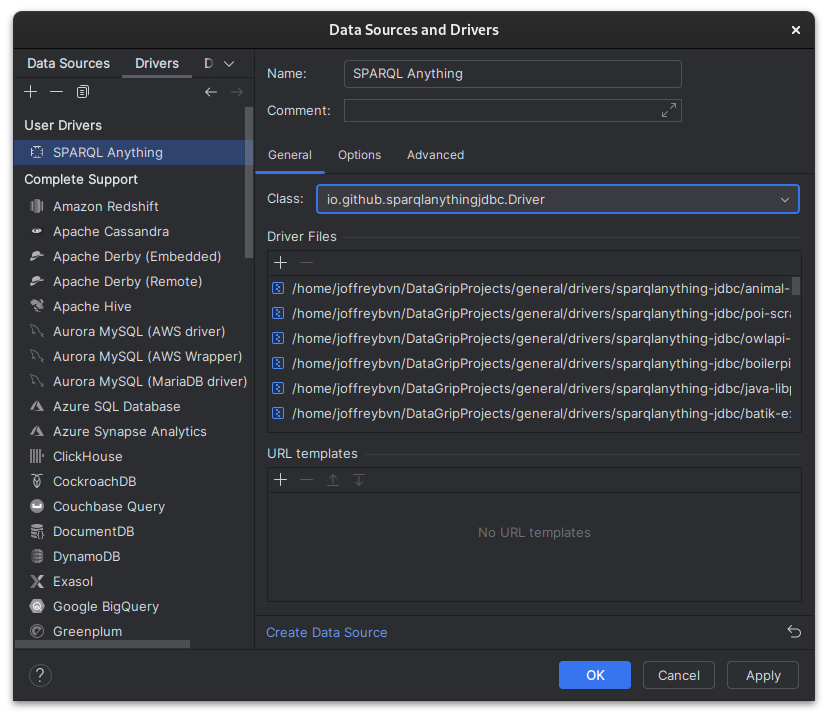 Data Sources and Drivers
Data Sources
Drivers
D
User Drivers
SPARQL Anything
Complete Support
Amazon Redshift
Apache Cassandra
Apache Derby (Embedded)
Apache Derby (Remote)
Apache Hive
Aurora MySQL (AWS driver)
Aurora MySQL (AWS Wrapper)
Aurora MySQL (MariaDB driver)
Azure SQL Database
Azure Synapse Analytics
ClickHouse
CockroachDB
Couchbase Query
DocumentDB
DynamoDB
Exasol
Google BigQuery
Greenplum
Name: SPARQL Anything
Comment:
General Options Advanced
Class: io.github.sparqlanythingjdbc.Driver
Driver Files
/home/joffreybvn/DataGripProjects/general/drivers/sparqlanything-jdbc/animal-
/home/joffreybvn/DataGripProjects/general/drivers/sparqlanything-jdbc/poi-scra
/home/joffreybvn/DataGripProjects/general/drivers/sparqlanything-jdbc/owlapi-
/home/joffreybvn/DataGripProjects/general/drivers/sparqlanything-jdbc/boilerpi
/home/joffreybvn/DataGripProjects/general/drivers/sparqlanything-jdbc/java-libp
/home/joffreybvn/DataGripProjects/general/drivers/sparqlanything-jdbc/batik-ex
URL templates
No URL templates
Create Data Source
?
OK Cancel Apply